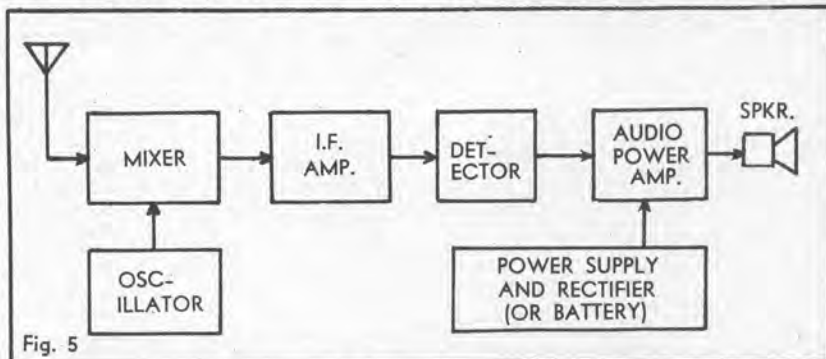 SPKR.
MIXER
I.F.
AMP.
DET-
ECTOR
AUDIO
POWER
AMP.
OSC-
ILLATOR
POWER SUPPLY
AND RECTIFIER
(OR BATTERY)
Fig. 5